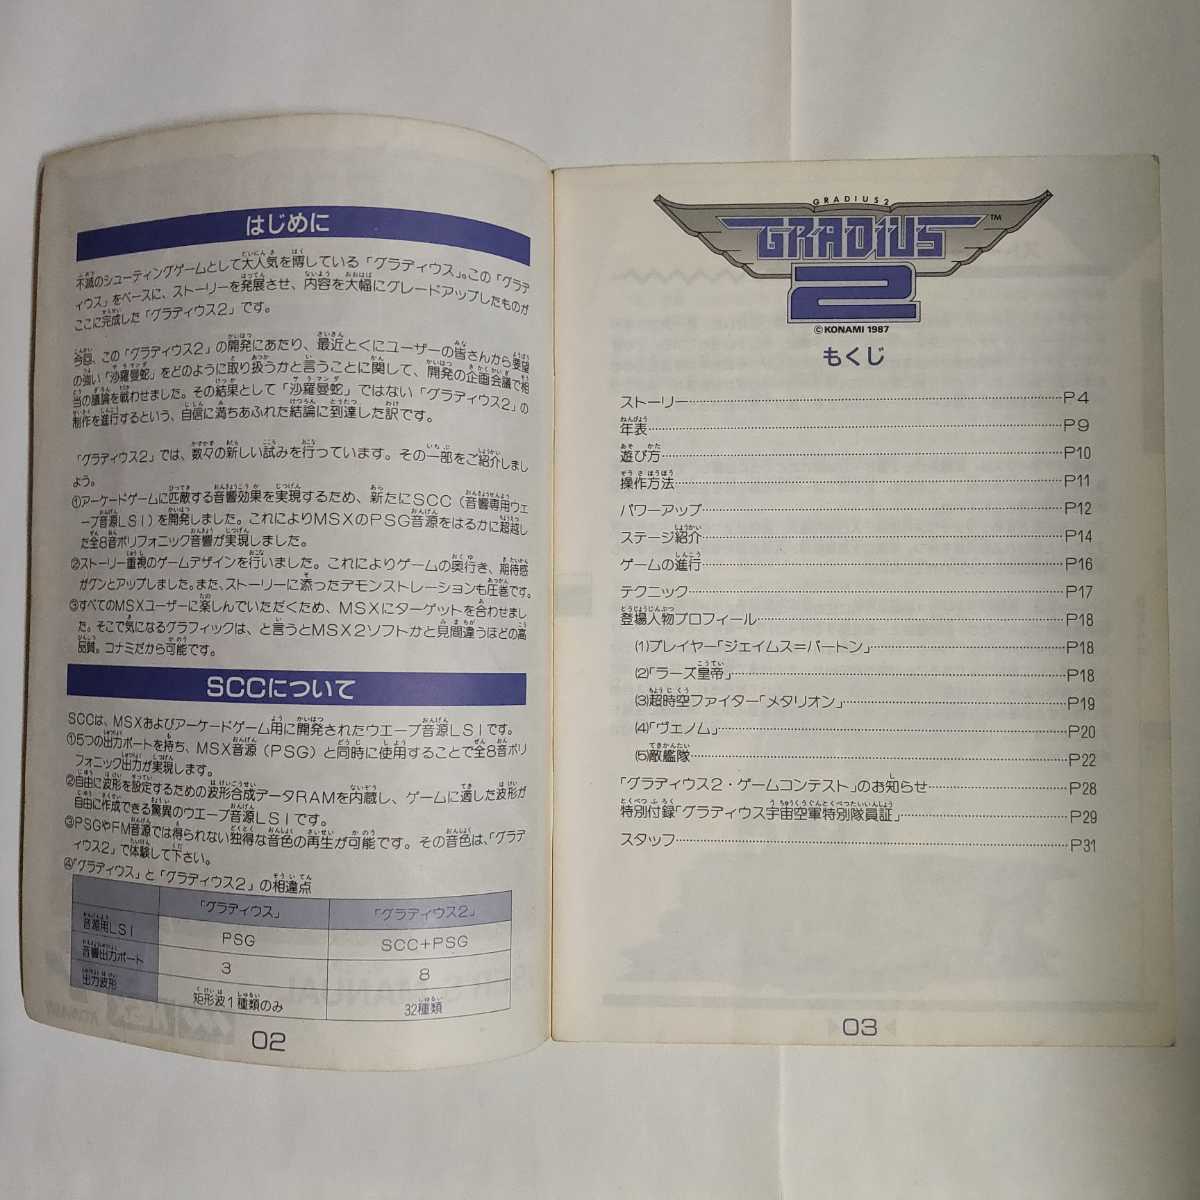 はじめに
不滅のシューティングゲームとして大人気を博している「グラディウス」。この「グラデ
ィウス」をベースに、ストーリーを発展させ、内容を大幅にグレードアップしたものが
ここに完成した「グラディウス2」です。
今回、この「グラディウス2」の開発にあたり、最近とくにユーザーの皆さんから要望
の強い「沙羅曼蛇」をどのように取り扱うかと言うことに関して、開発の企画会議で相
当の議論を戦わせました。その結果として「沙羅曼蛇」ではない「グラディウス2」の
制作を進行するという、自信に満ちあふれた結論に到達した訳です。
「グラディウス2」では、数々の新しい試みを行っています。その一部をご紹介しまし
ょう。
①アーケードゲームに匹敵する音響効果を実現するため、新たにSCC（音響専用ウェ
ーブ音源LSI）を開発しました。これによりMSXのPSG音源をはるかに超越し
た全8音ポリフォニック音響が実現しました。
②ストーリー重視のゲームデザインを行いました。これによりゲームの奥行き、期待感
がグンとアップしました。また、ストーリーに添ったデモンストレーションも圧巻です。
③すべてのMSXユーザーに楽しんでいただくため、MSXにターゲットを合わせまし
た。そこで気になるグラフィックは、と言うとMSX2ソフトかと見間違うほどの高
品質。コナミだから可能です。
SCCについて
SCCは、MSXおよびアーケードゲーム用に開発されたウエーブ音源LSIです。
①5つの出力ポートを持ち、MSX音源（PSG）と同時に使用することで全8音ポリ
フォニック出力が実現します。
②自由に波形を設定するための波形合成データRAMを内蔵し、ゲームに適した波形が
自由に作成できる驚異のウエーブ音源LSIです。
③PSGやFM音源では得られない独得な音色の再生が可能です。その音色は、「グラデ
ィウス2」で体験して下さい。
④「グラディウス」と「グラディウス2」の相違点
「グラディウス」 「グラディウス2」
音源用LSI PSG SCC+PSG
音響出力ポート 3 8
出力波形 矩形波1種類のみ 32種類
02
GRADIUS 2
GRADIUS ™
2
©KONAMI 1987
もくじ
ストーリー……P4
年表……P9
遊び方……P10
操作方法……P11
パワーアップ……P12
ステージ紹介……P14
ゲームの進行……P16
テクニック……P17
登場人物プロフィール……P18
(1)プレイヤー「ジェイムス=バートン」……P18
(2)「ラーズ皇帝」……P18
(3)超時空ファイター「メタリオン」……P19
(4)「ヴェノム」……P20
(5)敵艦隊……P22
「グラディウス2・ゲームコンテスト」のお知らせ……P28
特別付録「グラディウス宇宙空軍特別隊員証」……P29
スタッフ……P31
03